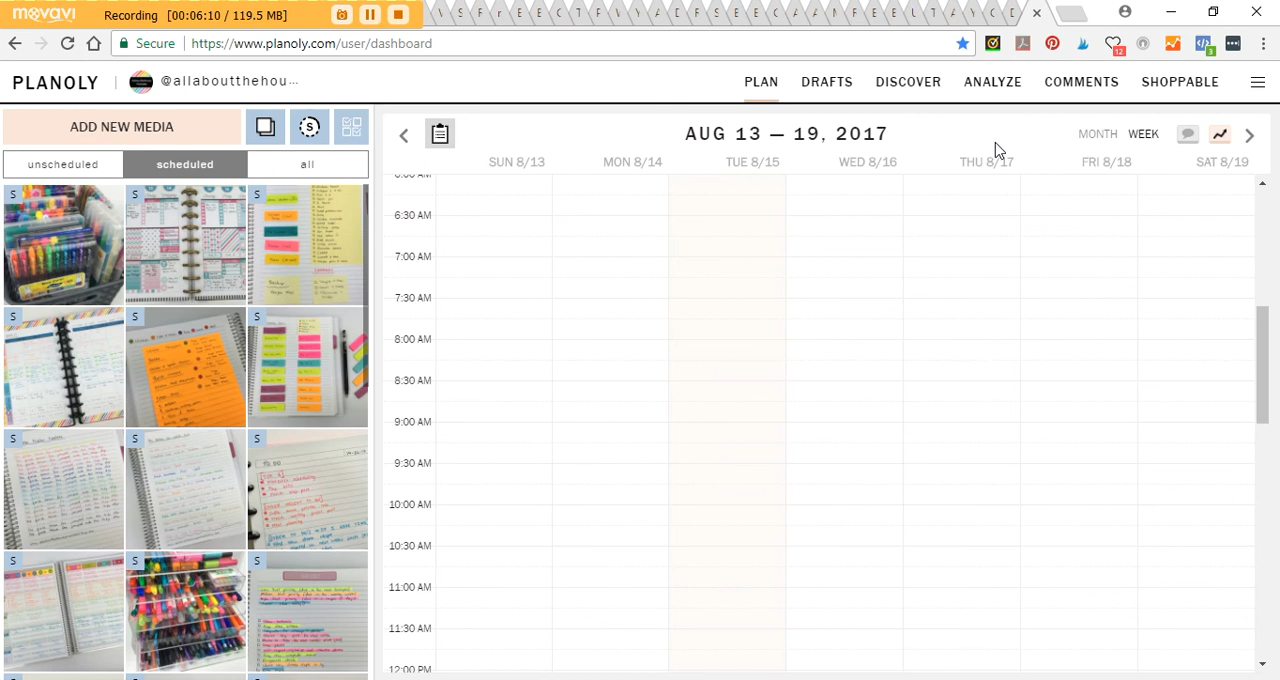 movavi Recording [00:06:10 / 119.5 MB]
V S F r E E C T F W Y A D F S E E C A A N F E E U T A Y C D
Secure https://www.planoly.com/user/dashboard
12
3
PLANOLY @allaboutthehou...
PLAN DRAFTS DISCOVER ANALYZE COMMENTS SHOPPABLE
ADD NEW MEDIA
S
unscheduled scheduled all
AUG 13 — 19, 2017
MONTH WEEK
SUN 8/13 MON 8/14 TUE 8/15 WED 8/16 THU 8/17 FRI 8/18 SAT 8/19
6:30 AM
7:00 AM
7:30 AM
8:00 AM
8:30 AM
9:00 AM
9:30 AM
10:00 AM
10:30 AM
11:00 AM
11:30 AM
12:00 PM
S S S
S S S
S S S
TO DO
S S S